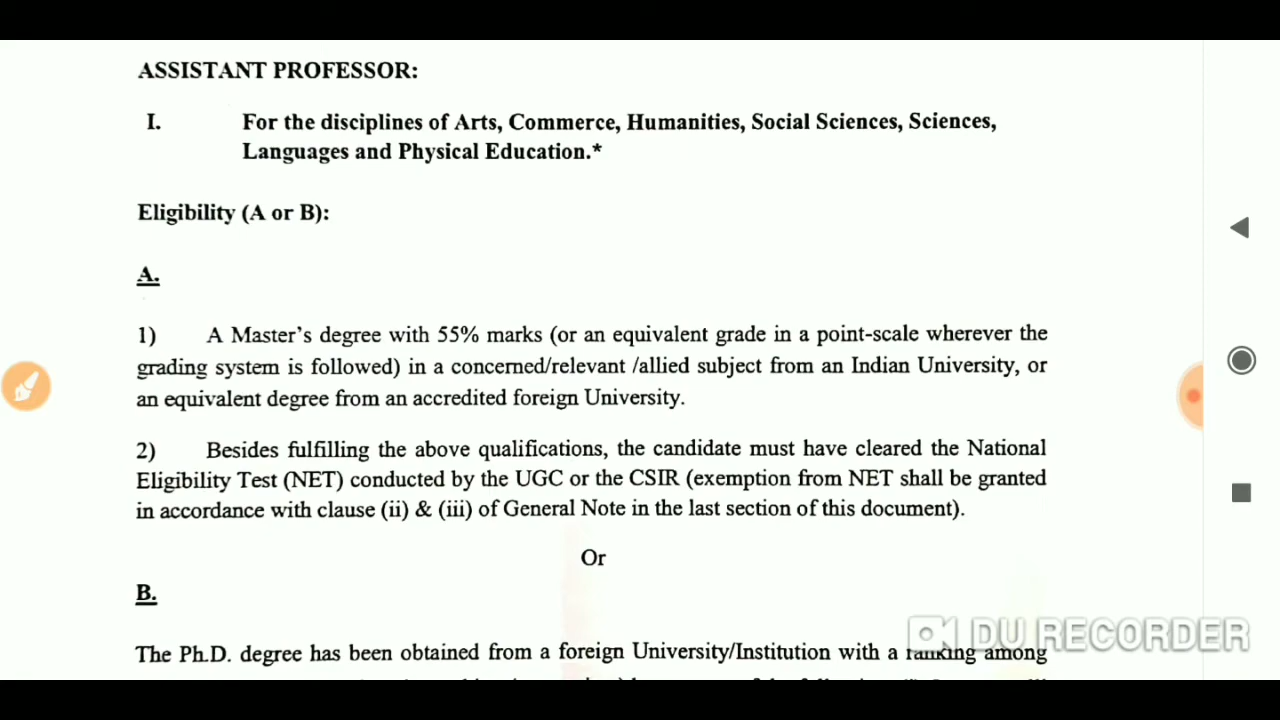 ASSISTANT PROFESSOR:
I. For the disciplines of Arts, Commerce, Humanities, Social Sciences, Sciences,
Languages and Physical Education.*
Eligibility (A or B):
A.
1) A Master's degree with 55% marks (or an equivalent grade in a point-scale wherever the
grading system is followed) in a concerned/relevant /allied subject from an Indian University, or
an equivalent degree from an accredited foreign University.
2) Besides fulfilling the above qualifications, the candidate must have cleared the National
Eligibility Test (NET) conducted by the UGC or the CSIR (exemption from NET shall be granted
in accordance with clause (ii) & (iii) of General Note in the last section of this document).
Or
B.
DU RECORDER
The Ph.D. degree has been obtained from a foreign University/Institution with a ranking among